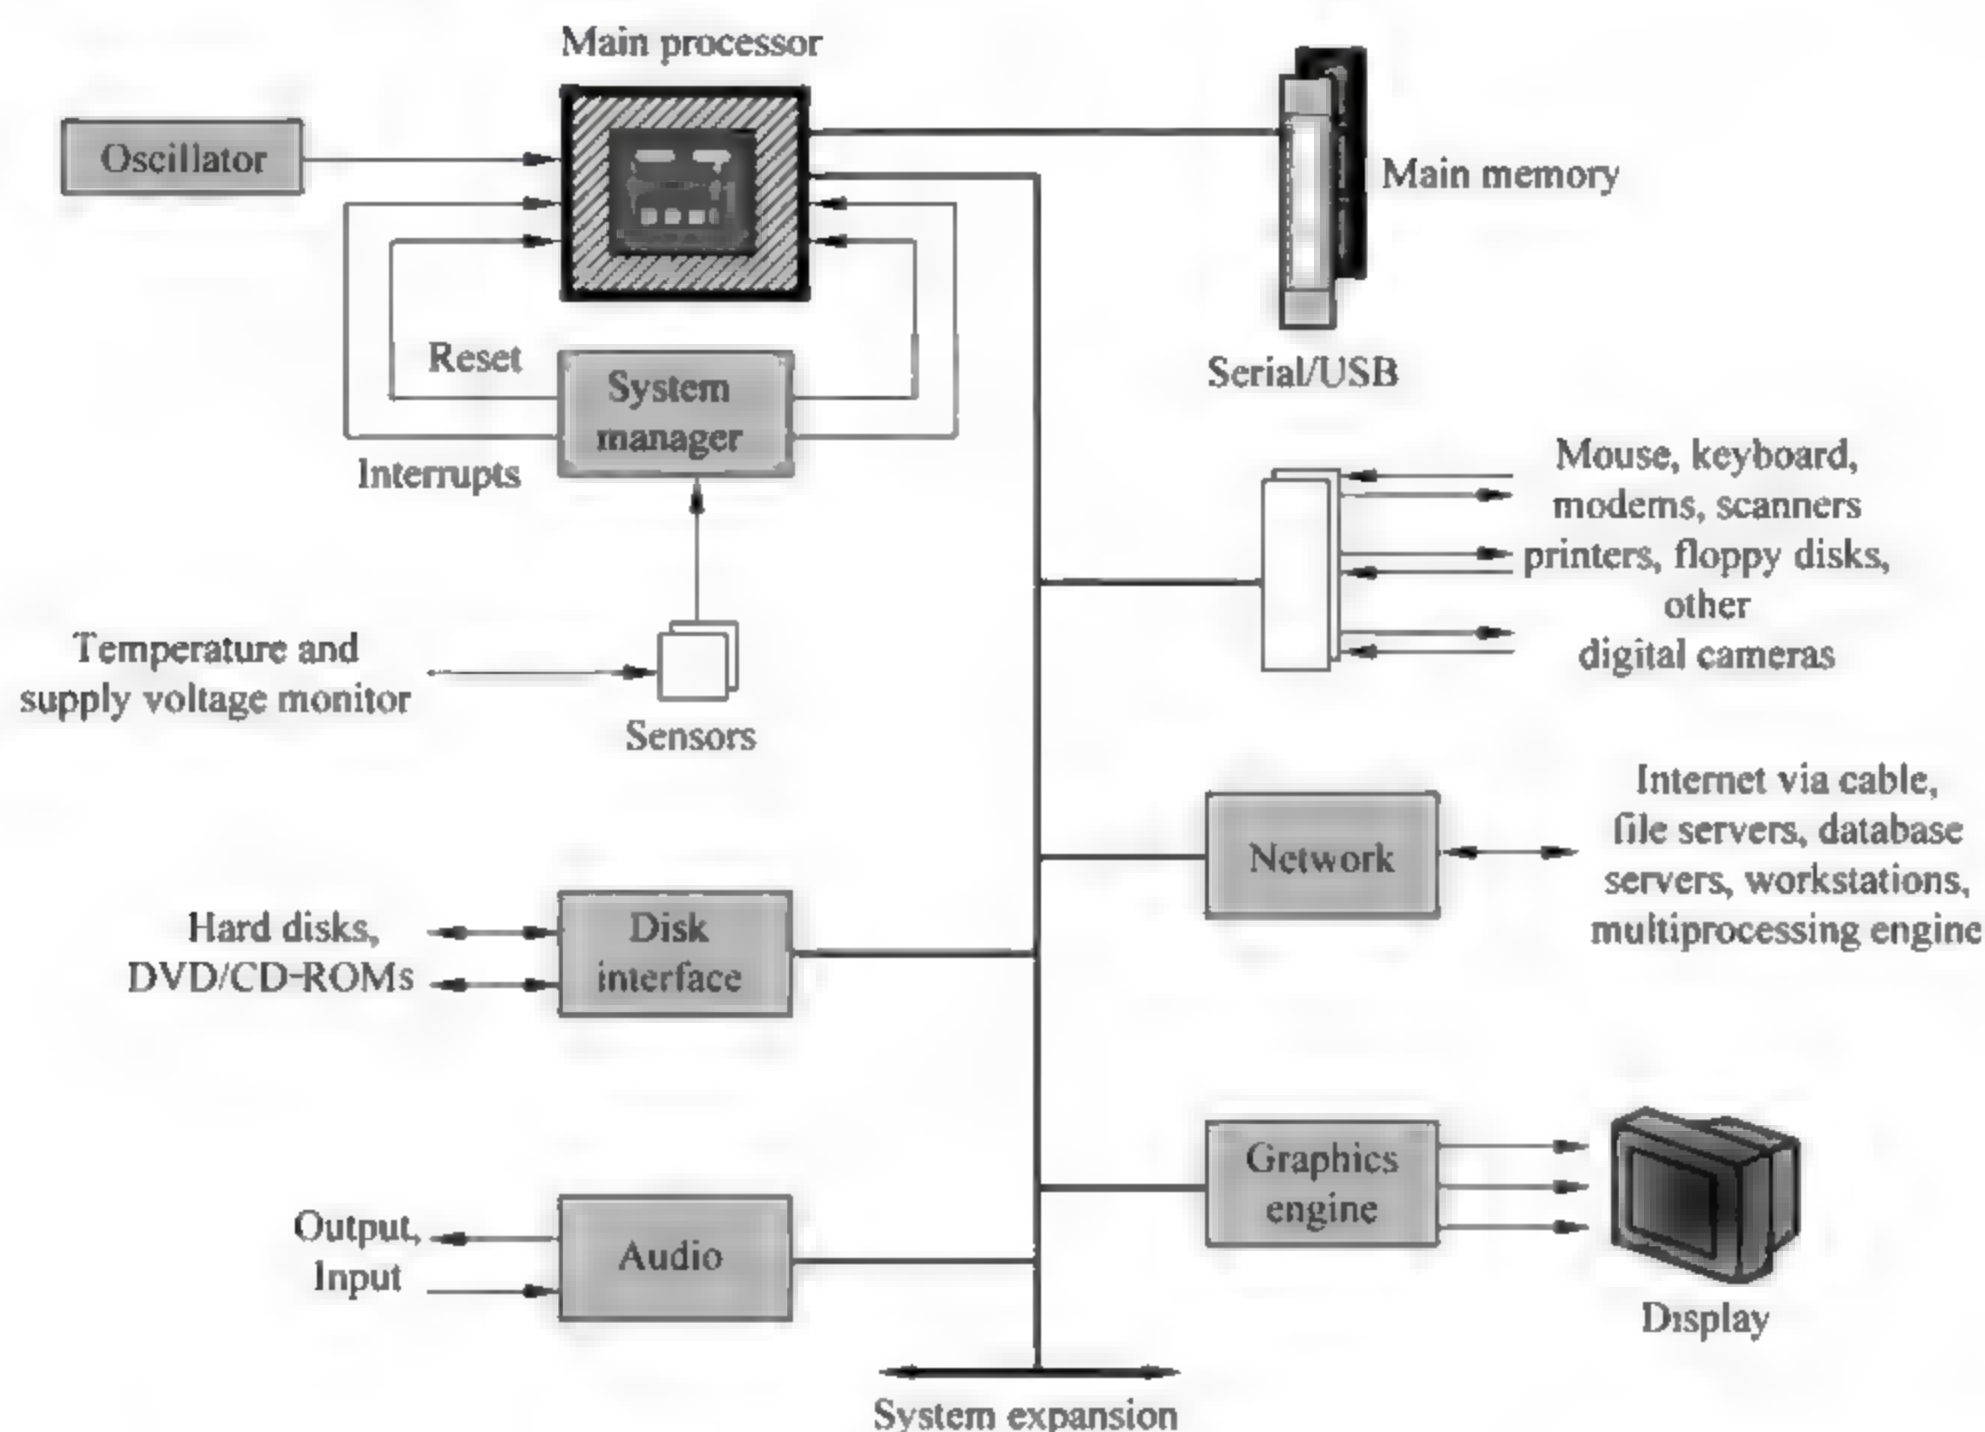 Main processor
Oscillator
Main memory
Reset
System
manager
Interrupts
Serial/USB
Mouse, keyboard,
modems, scanners
printers, floppy disks,
other
digital cameras
Temperature and
supply voltage monitor
Sensors
Internet via cable,
file servers, database
servers, workstations,
multiprocessing engine
Network
Hard disks,
DVD/CD-ROMs
Disk
interface
Graphics
engine
Output,
Input
Audio
Display
System expansion